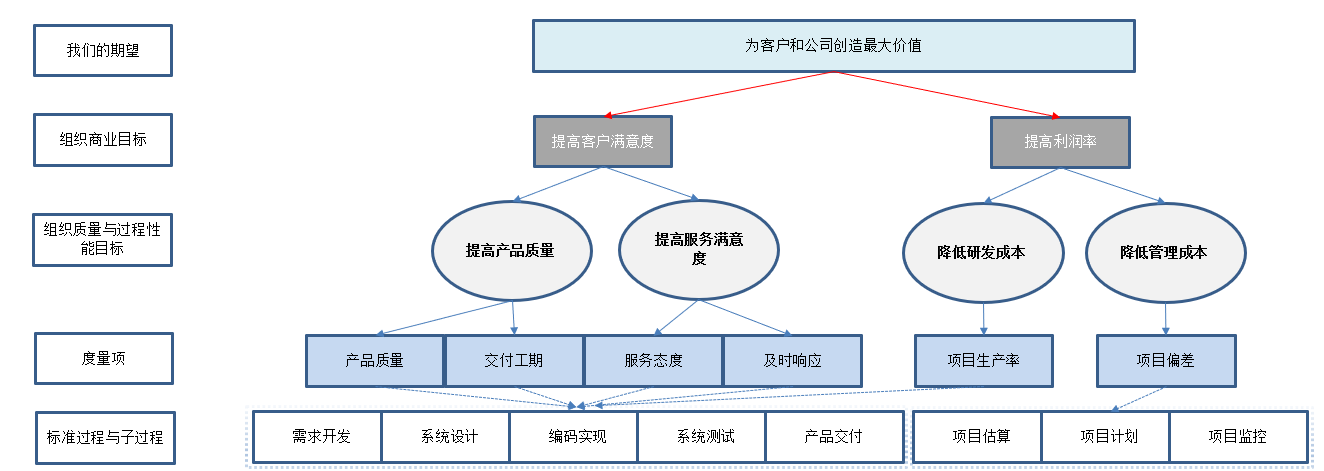 我们的期望
为客户和公司创造最大价值
组织商业目标
提高客户满意度
提高利润率
组织质量与过程性
能目标
提高产品质量
提高服务满意
度
降低研发成本
降低管理成本
度量项
产品质量
交付工期
服务态度
及时响应
项目生产率
项目偏差
标准过程与子过程
需求开发
系统设计
编码实现
系统测试
产品交付
项目估算
项目计划
项目监控